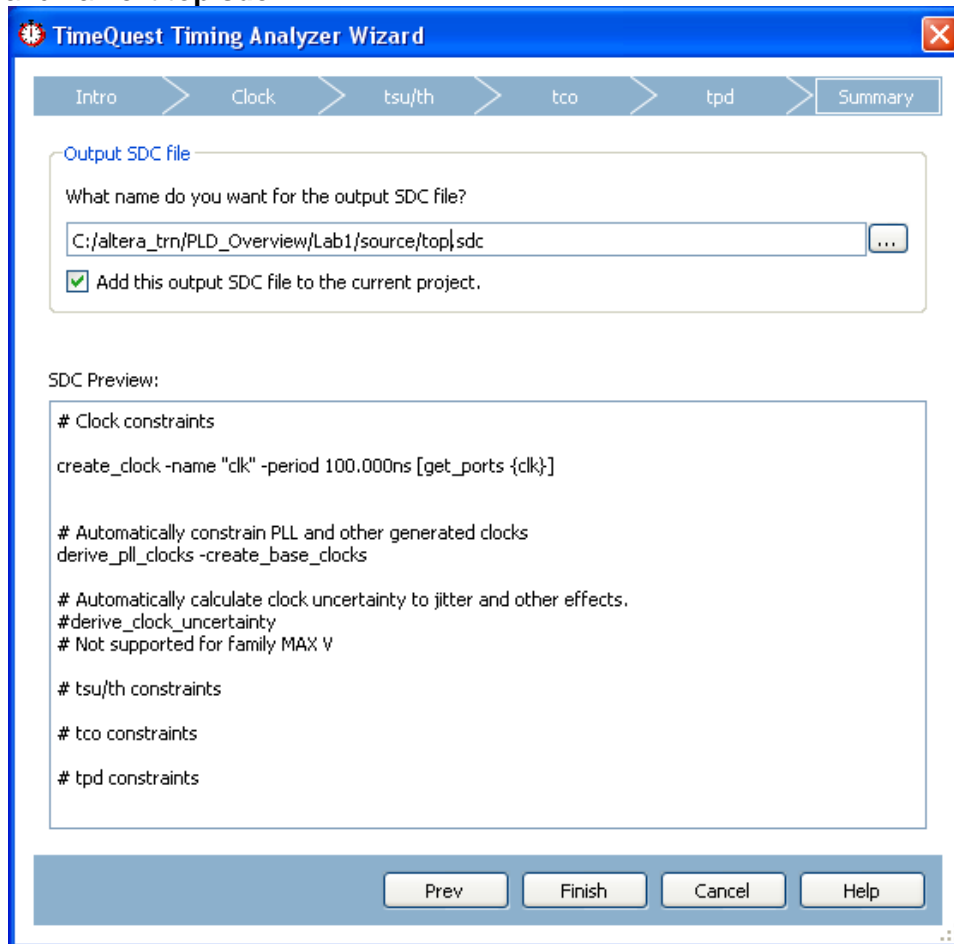 TimeQuest Timing Analyzer Wizard
Intro Clock tsu/th tco tpd Summary
Output SDC file
What name do you want for the output SDC file?
C:/altera_trn/PLD_Overview/Lab1/source/top.sdc
...
Add this output SDC file to the current project.
SDC Preview:
# Clock constraints
create_clock -name "clk" -period 100.000ns [get_ports {clk}]
# Automatically constrain PLL and other generated clocks
derive_pll_clocks -create_base_clocks
# Automatically calculate clock uncertainty to jitter and other effects.
#derive_clock_uncertainty
# Not supported for family MAX V
# tsu/th constraints
# tco constraints
# tpd constraints
Prev Finish Cancel Help